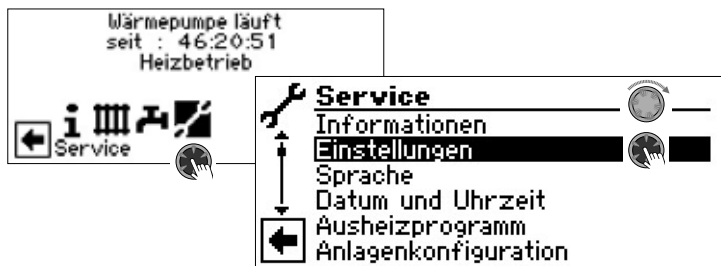 Wärmepumpe läuft
seit : 46:20:51
Heizbetrieb
Service
Service
Informationen
Einstellungen
Sprache
Datum und Uhrzeit
Ausheizprogramm
Anlagenkonfiguration